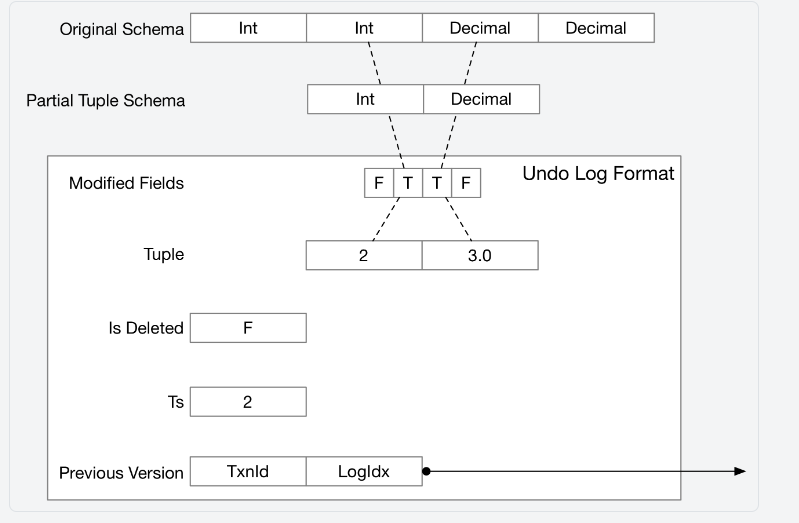 Original Schema Int Int Decimal Decimal
Partial Tuple Schema Int Decimal
Undo Log Format
Modified Fields F T T F
Tuple 2 3.0
Is Deleted F
Ts 2
Previous Version TxnId LogIdx